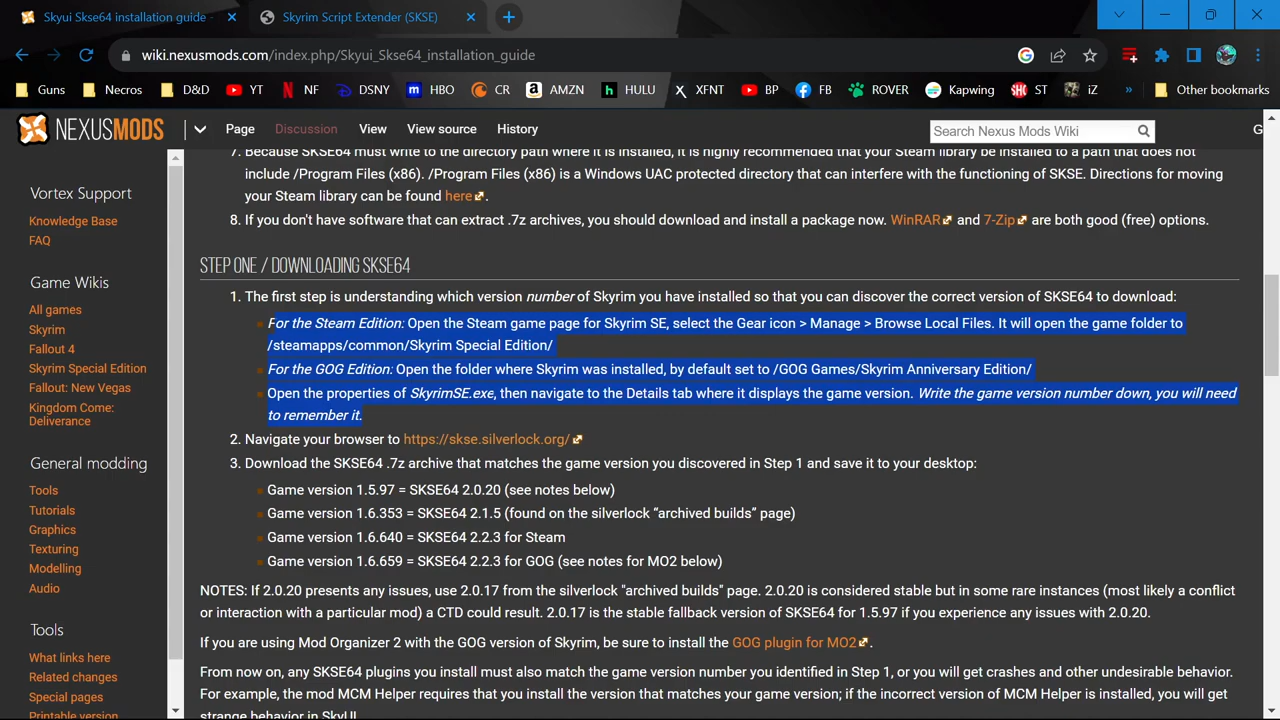 Skyui Skse64 installation guide -
Skyrim Script Extender (SKSE)
wiki.nexusmods.com/index.php/Skyui_Skse64_installation_guide
Guns Necros D&D YT NF DSNY HBO CR AMZN HULU XFNT BP FB ROVER Kapwing ST iZ » Other bookmarks
NEXUSMODS Page Discussion View View source History Search Nexus Mods Wiki G
Vortex Support
Knowledge Base
FAQ
Game Wikis
All games
Skyrim
Fallout 4
Skyrim Special Edition
Fallout: New Vegas
Kingdom Come:
Deliverance
General modding
Tools
Tutorials
Graphics
Texturing
Modelling
Audio
Tools
What links here
Related changes
Special pages
Printable version
7. Because SKSE64 must write to the directory path where it is installed, it is highly recommended that your Steam library be installed to a path that does not
include /Program Files (x86). /Program Files (x86) is a Windows UAC protected directory that can interfere with the functioning of SKSE. Directions for moving
your Steam library can be found here.
8. If you don't have software that can extract .7z archives, you should download and install a package now. WinRAR and 7-Zip are both good (free) options.
STEP ONE / DOWNLOADING SKSE64
1. The first step is understanding which version number of Skyrim you have installed so that you can discover the correct version of SKSE64 to download:
For the Steam Edition: Open the Steam game page for Skyrim SE, select the Gear icon > Manage > Browse Local Files. It will open the game folder to
/steamapps/common/Skyrim Special Edition/
For the GOG Edition: Open the folder where Skyrim was installed, by default set to /GOG Games/Skyrim Anniversary Edition/
Open the properties of SkyrimSE.exe, then navigate to the Details tab where it displays the game version. Write the game version number down, you will need
to remember it.
2. Navigate your browser to https://skse.silverlock.org/
3. Download the SKSE64 .7z archive that matches the game version you discovered in Step 1 and save it to your desktop:
Game version 1.5.97 = SKSE64 2.0.20 (see notes below)
Game version 1.6.353 = SKSE64 2.1.5 (found on the silverlock “archived builds” page)
Game version 1.6.640 = SKSE64 2.2.3 for Steam
Game version 1.6.659 = SKSE64 2.2.3 for GOG (see notes for MO2 below)
NOTES: If 2.0.20 presents any issues, use 2.0.17 from the silverlock "archived builds" page. 2.0.20 is considered stable but in some rare instances (most likely a conflict
or interaction with a particular mod) a CTD could result. 2.0.17 is the stable fallback version of SKSE64 for 1.5.97 if you experience any issues with 2.0.20.
If you are using Mod Organizer 2 with the GOG version of Skyrim, be sure to install the GOG plugin for MO2.
From now on, any SKSE64 plugins you install must also match the game version number you identified in Step 1, or you will get crashes and other undesirable behavior.
For example, the mod MCM Helper requires that you install the version that matches your game version; if the incorrect version of MCM Helper is installed, you will get
strange behavior in SkyUI.